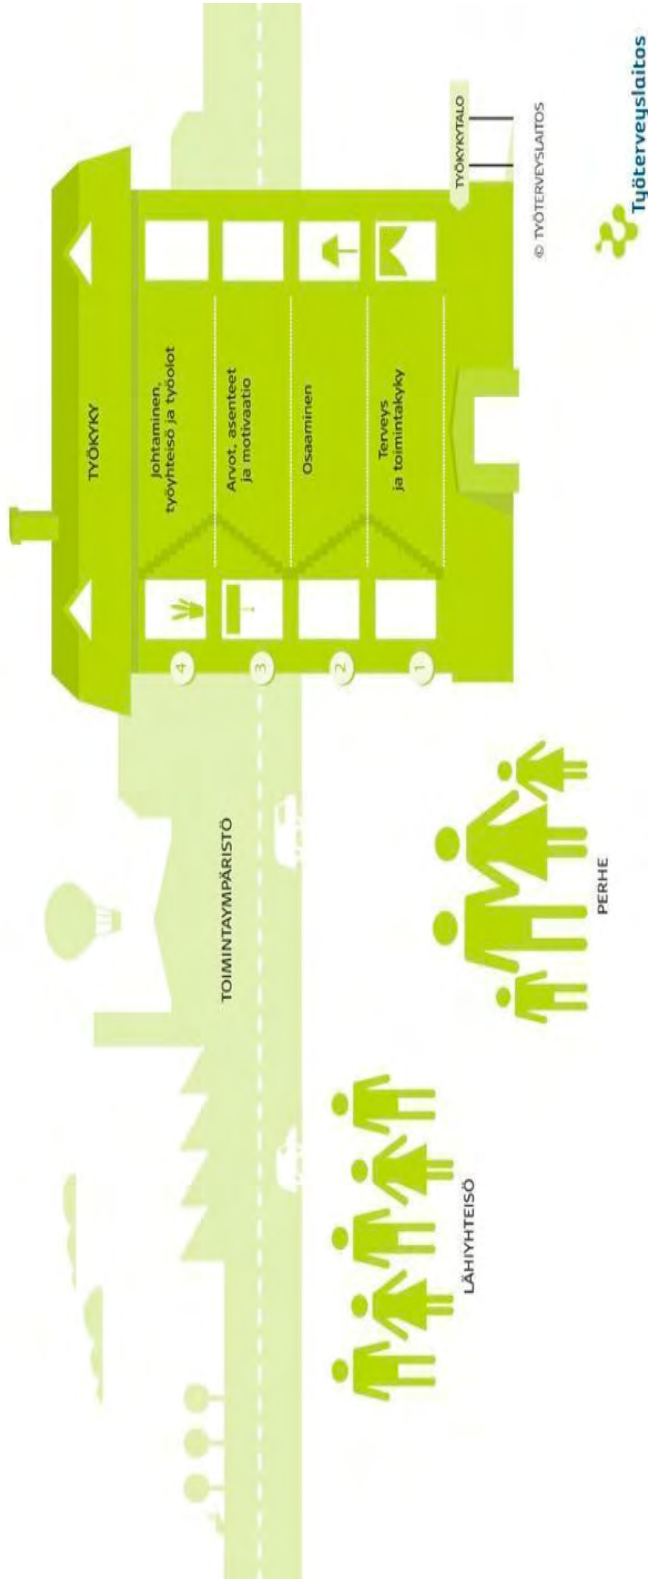 TYÖKYKY
4
Johtaminen,
työyhteisö ja työolot
3
Arvot, asenteet
ja motivaatio
2
Osaaminen
1
Terveys
ja toimintakyky
TYÖKYKYTALO
© TYÖTERVEYSLAITOS
Työterveyslaitos
TOIMINTAYMPÄRISTÖ
PERHE
LÄHIYHTEISÖ